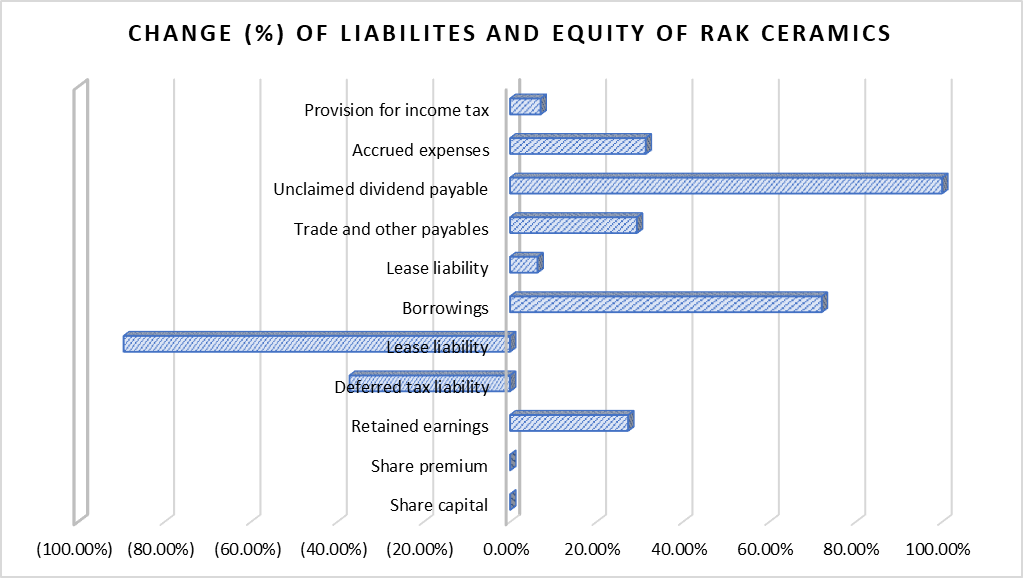 CHANGE (%) OF LIABILITES AND EQUITY OF RAK CERAMICS
Provision for income tax
Accrued expenses
Unclaimed dividend payable
Trade and other payables
Lease liability
Borrowings
Lease liability
Deferred tax liability
Retained earnings
Share premium
Share capital
(100.00%) (80.00%) (60.00%) (40.00%) (20.00%) 0.00% 20.00% 40.00% 60.00% 80.00% 100.00%